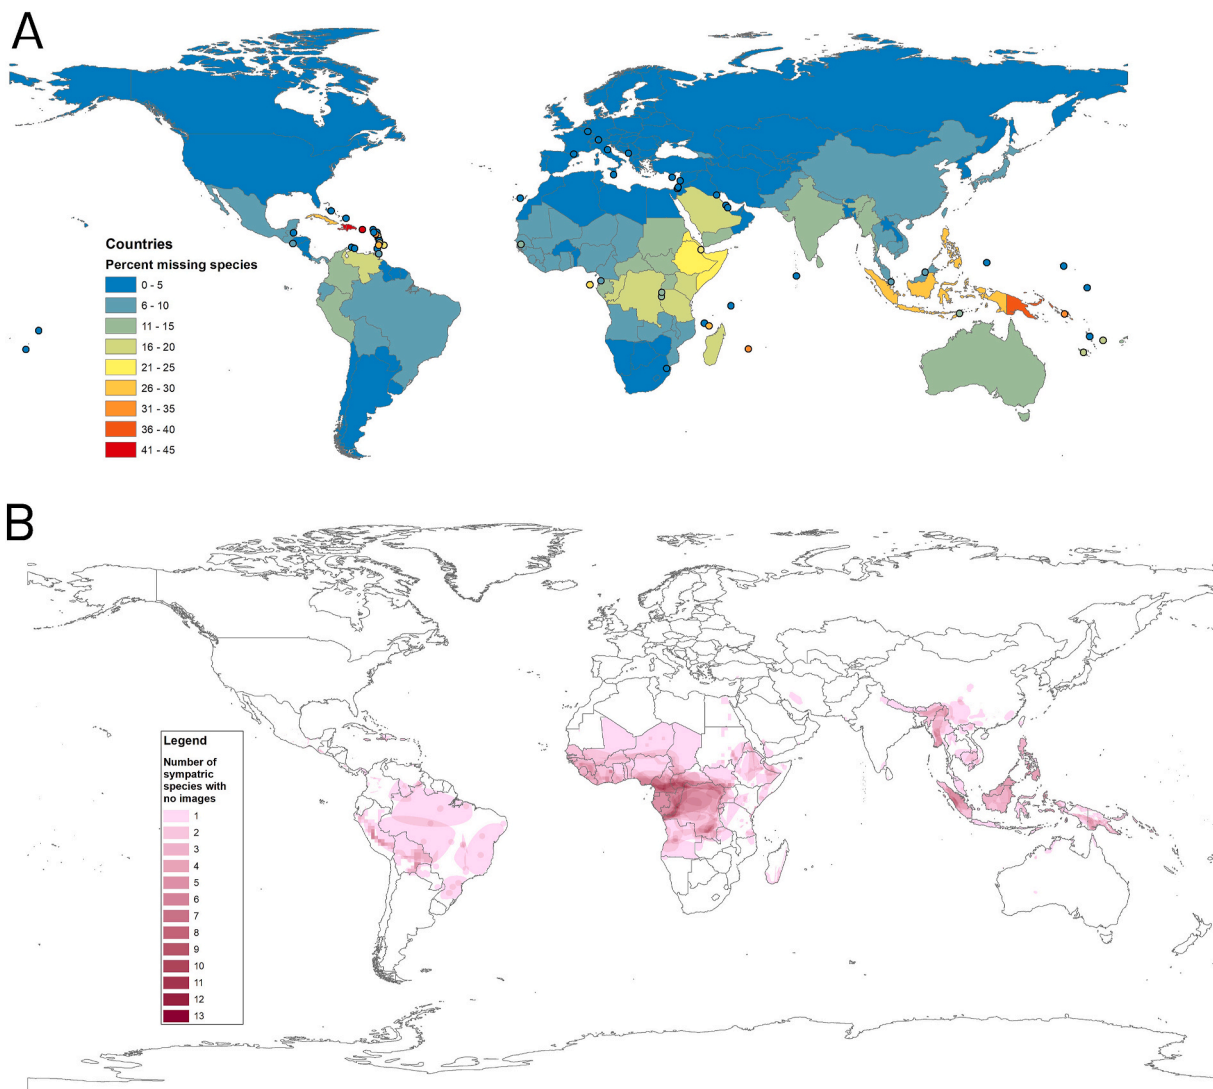 A
Countries
Percent missing species
0 - 5
6 - 10
11 - 15
16 - 20
21 - 25
26 - 30
31 - 35
36 - 40
41 - 45
B
Legend
Number of
sympatric
species with
no images
1
2
3
4
5
6
7
8
9
10
11
12
13